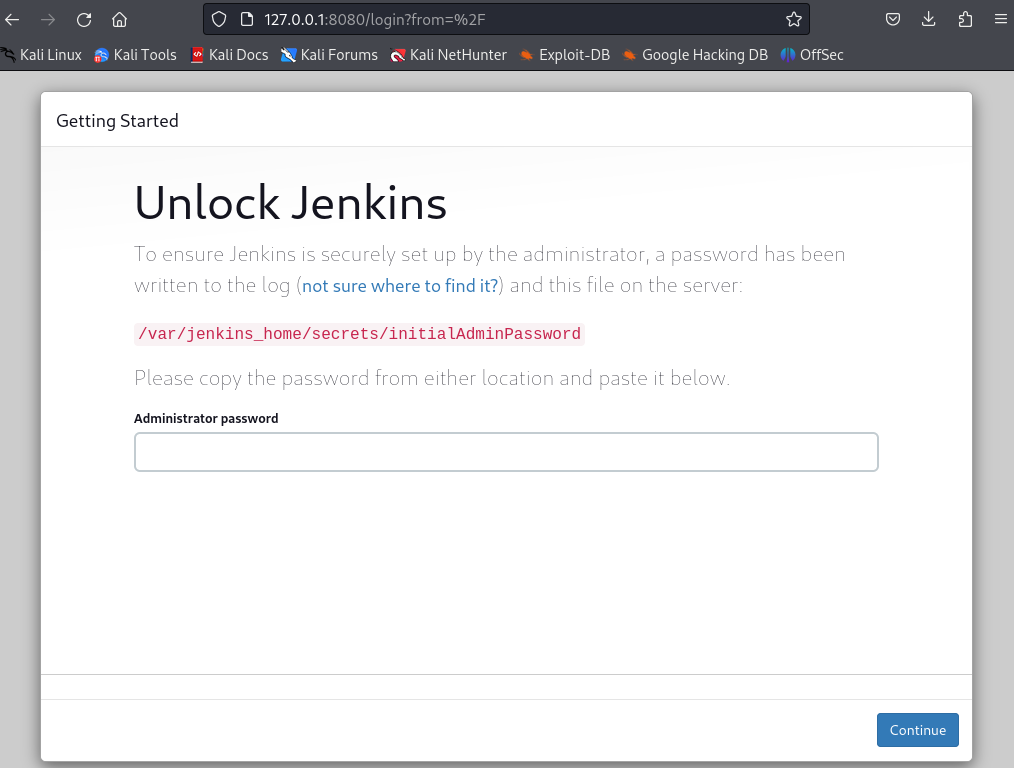 127.0.0.1:8080/login?from=%2F
Kali Linux Kali Tools Kali Docs Kali Forums Kali NetHunter Exploit-DB Google Hacking DB OffSec
Getting Started
Unlock Jenkins
To ensure Jenkins is securely set up by the administrator, a password has been
written to the log (not sure where to find it?) and this file on the server:
/var/jenkins_home/secrets/initialAdminPassword
Please copy the password from either location and paste it below.
Administrator password
Continue